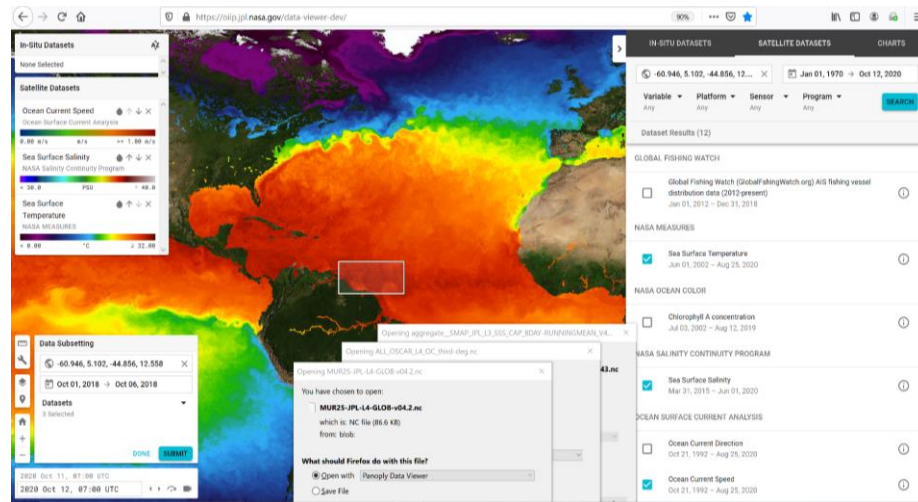 https://oiip.jpl.nasa.gov/data-viewer-dev/
90%
In-Situ Datasets
None Selected
Satellite Datasets
Ocean Current Speed
Ocean Surface Current Analysis
0.00 m/s m/s >= 1.00 m/s
Sea Surface Salinity
NASA Salinity Continuity Program
< 30.0 PSU > 40.0
Sea Surface
Temperature
NASA MEASURES
< 0.00 °C ≥ 32.00
Data Subsetting
-60.946, 5.102, -44.856, 12.558
Oct 01, 2018 → Oct 06, 2018
Datasets
3 Selected
DONE SUBMIT
2020 Oct 11, 07:00 UTC
2020 Oct 12, 07:00 UTC
Opening aggregate__SMAP_JPL_L3_SSS_CAP_8DAY-RUNNINGMEAN_V4...
Opening ALL_OSCAR_L4_OC_third-deg.nc
43.nc
Opening MUR25-JPL-L4-GLOB-v04.2.nc
You have chosen to open:
MUR25-JPL-L4-GLOB-v04.2.nc
which is: NC file (86.6 KB)
from: blob:
What should Firefox do with this file?
Open with Panoply Data Viewer
Save File
IN-SITU DATASETS SATELLITE DATASETS CHARTS
-60.946, 5.102, -44.856, 12...
Jan 01, 1970 → Oct 12, 2020
Variable Platform Sensor Program
Any Any Any Any
SEARCH
Dataset Results (12)
GLOBAL FISHING WATCH
Global Fishing Watch (GlobalFishingWatch.org) AIS fishing vessel
distribution data (2012-present)
Jan 01, 2012 – Dec 31, 2018
NASA MEASURES
Sea Surface Temperature
Jun 01, 2002 – Aug 25, 2020
NASA OCEAN COLOR
Chlorophyll A concentration
Jul 03, 2002 – Aug 12, 2019
NASA SALINITY CONTINUITY PROGRAM
Sea Surface Salinity
Mar 31, 2015 – Jun 01, 2020
OCEAN SURFACE CURRENT ANALYSIS
Ocean Current Direction
Oct 21, 1992 – Aug 25, 2020
Ocean Current Speed
Oct 21, 1992 – Aug 25, 2020